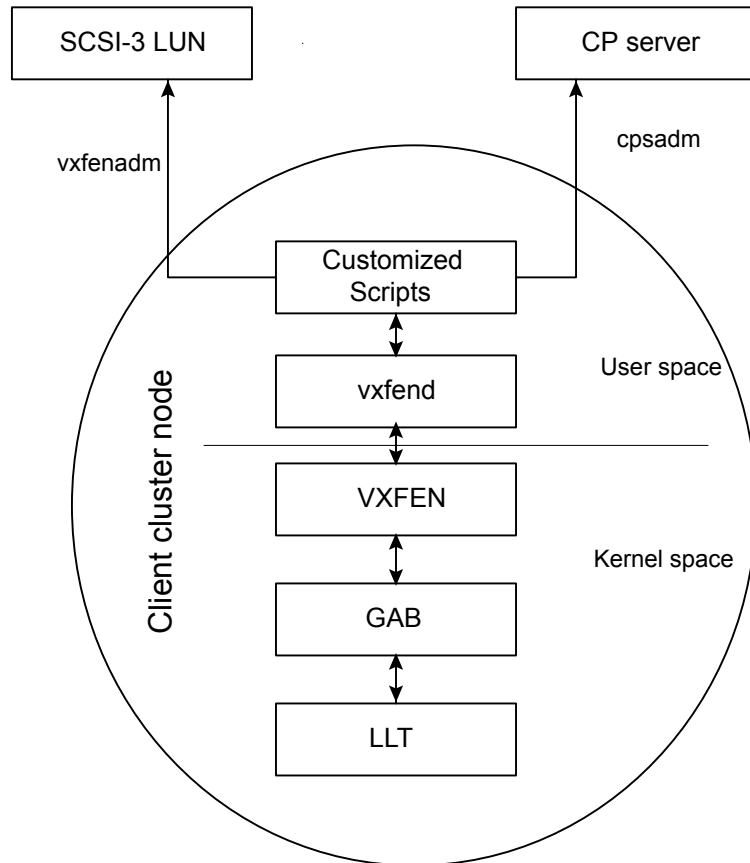 SCSI-3 LUN
CP server
vxfenadm
cpsadm
Customized
Scripts
vxfend
User space
Client cluster node
VXFEN
Kernel space
GAB
LLT